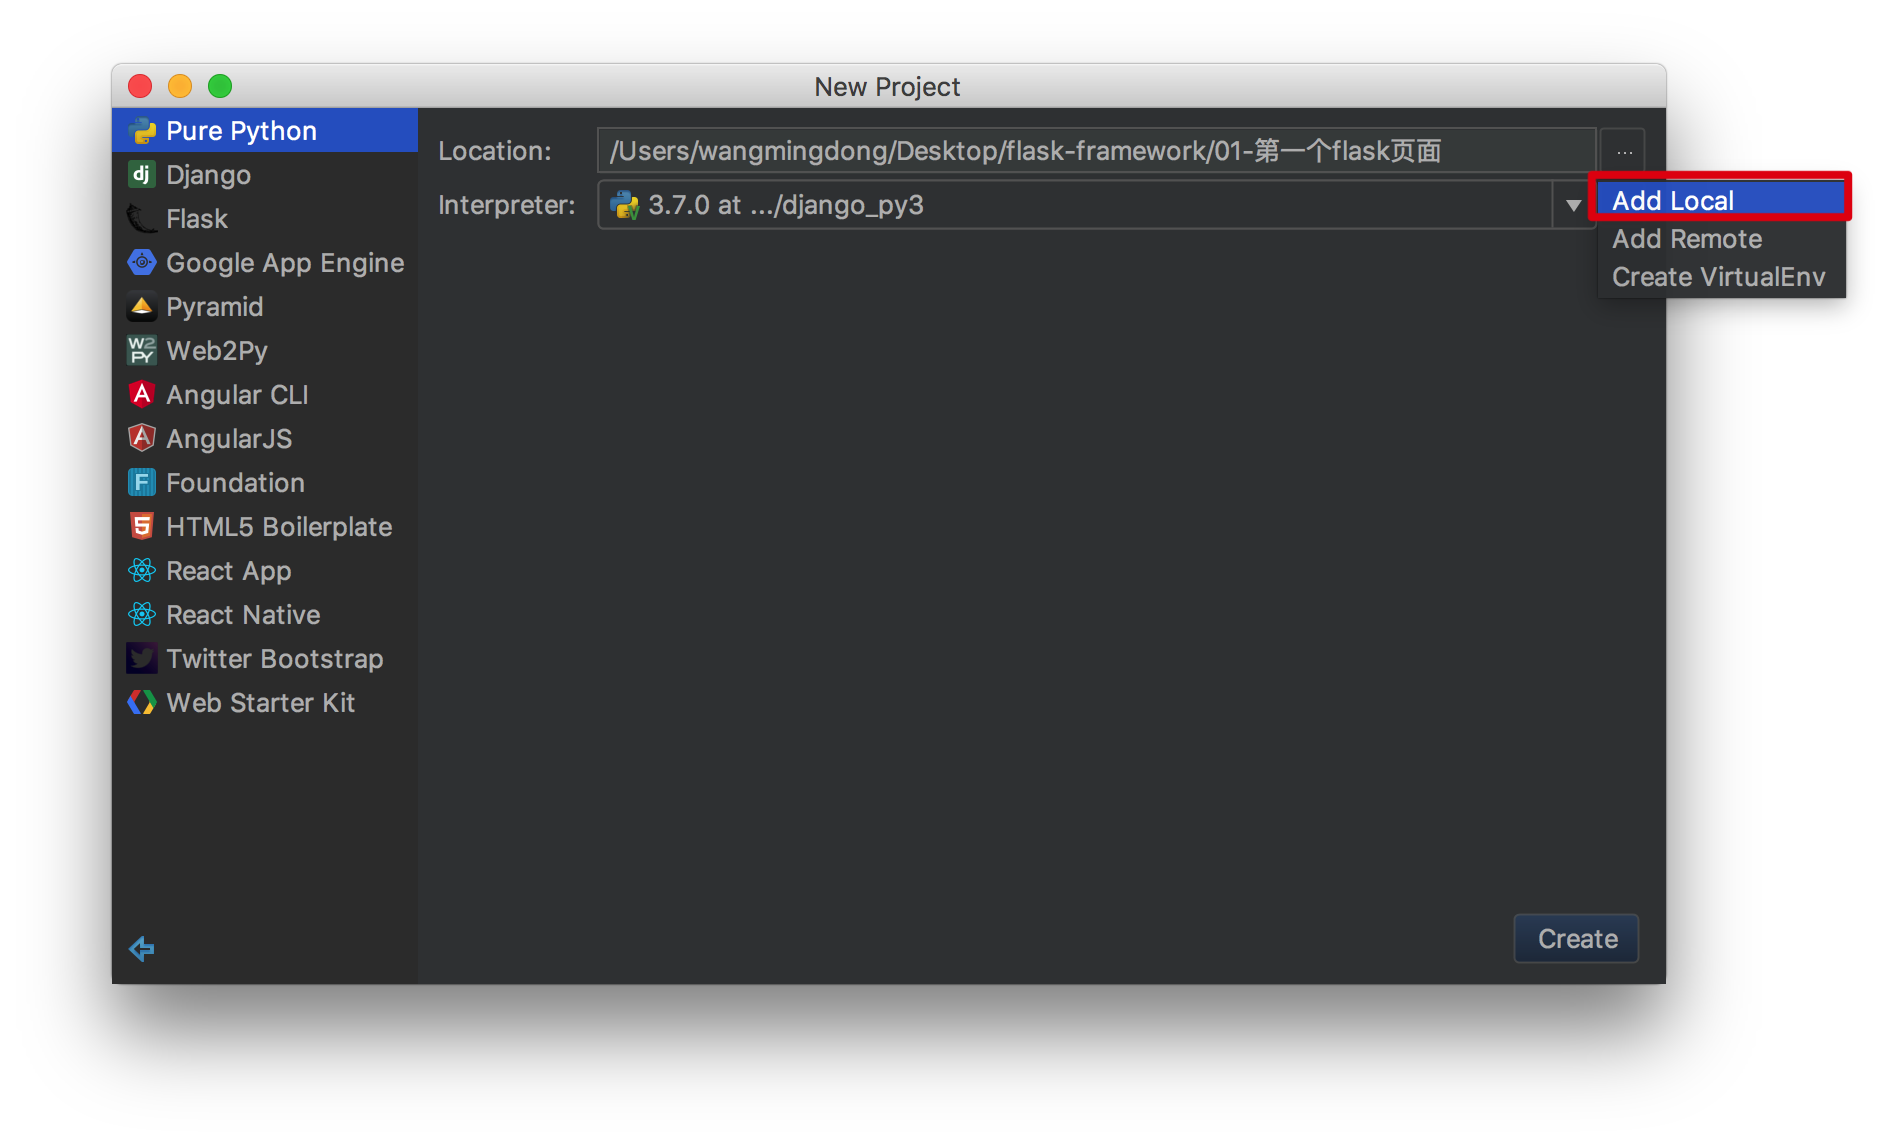 New Project
Pure Python
Django
Flask
Google App Engine
Pyramid
Web2Py
Angular CLI
AngularJS
Foundation
HTML5 Boilerplate
React App
React Native
Twitter Bootstrap
Web Starter Kit
Location: /Users/wangmingdong/Desktop/flask-framework/01-第一个flask页面 ...
Interpreter: 3.7.0 at .../django_py3
Add Local
Add Remote
Create VirtualEnv
Create